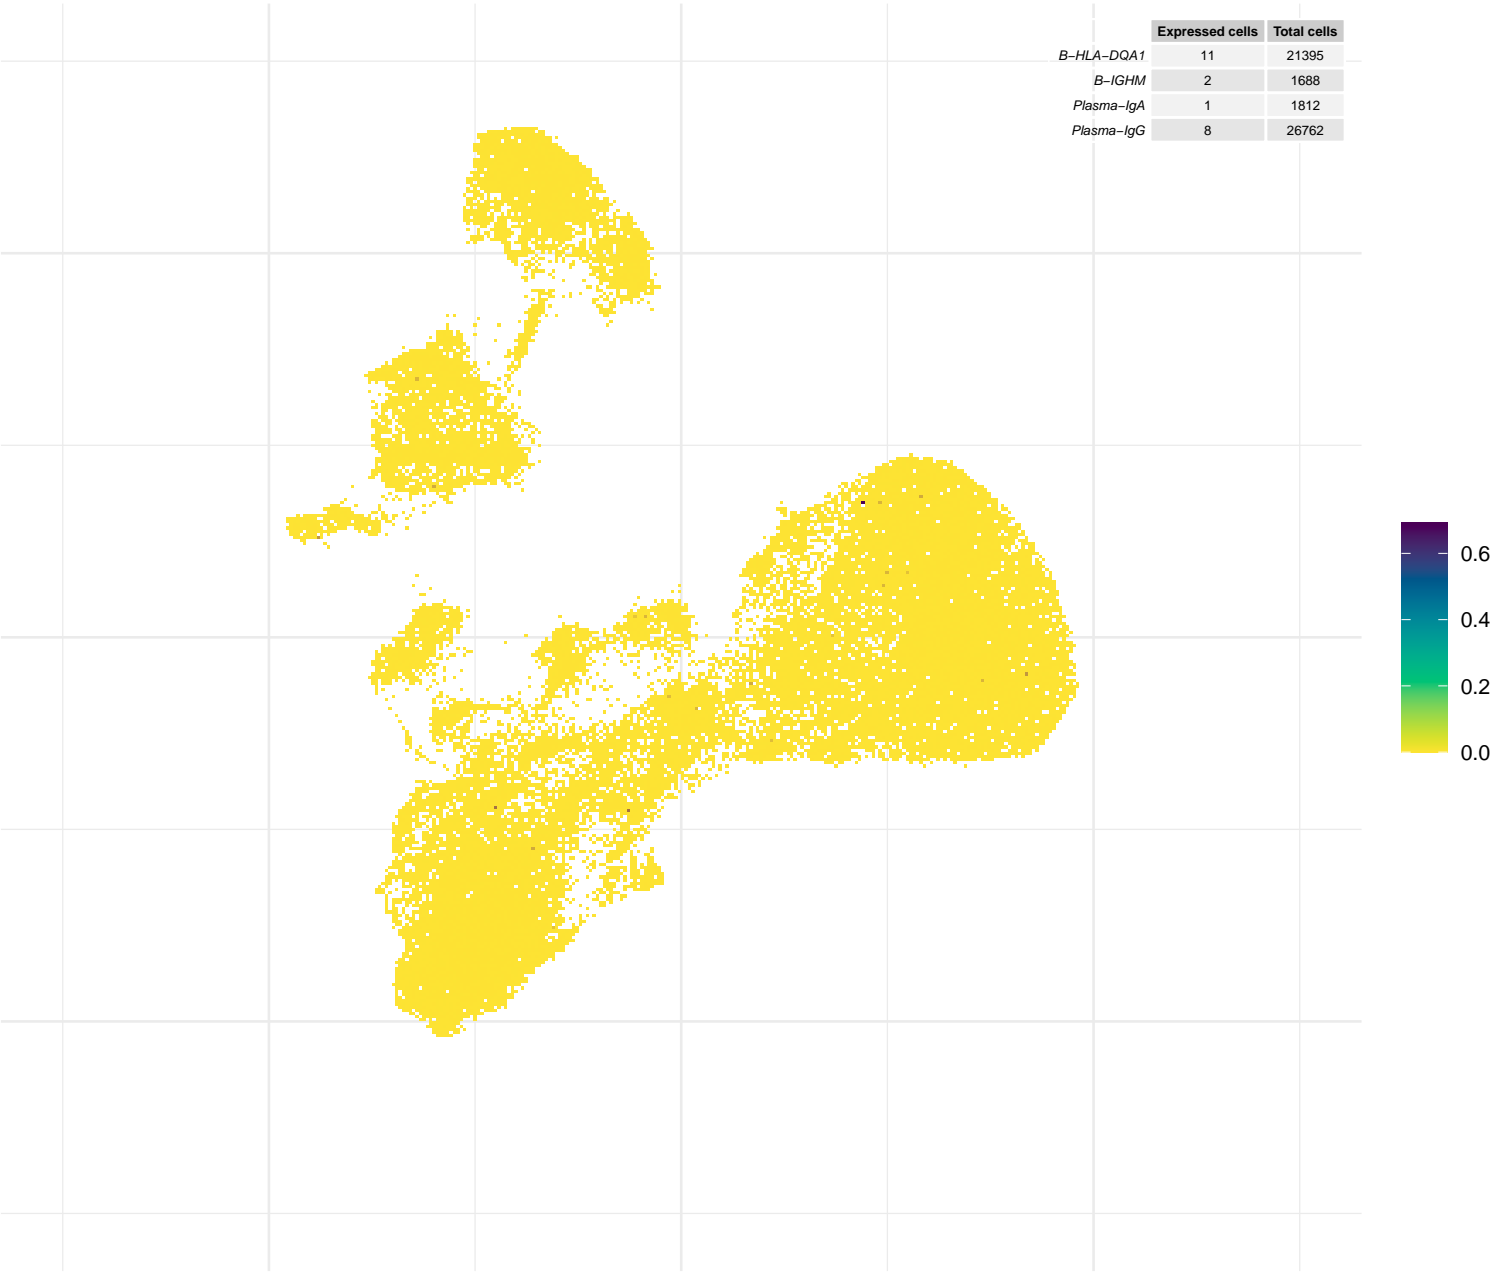 Expressed cells Total cells
B−HLA−DQA1 11 21395
B−IGHM 2 1688
Plasma−IgA 1 1812
Plasma−IgG 8 26762
0.6
0.4
0.2
0.0